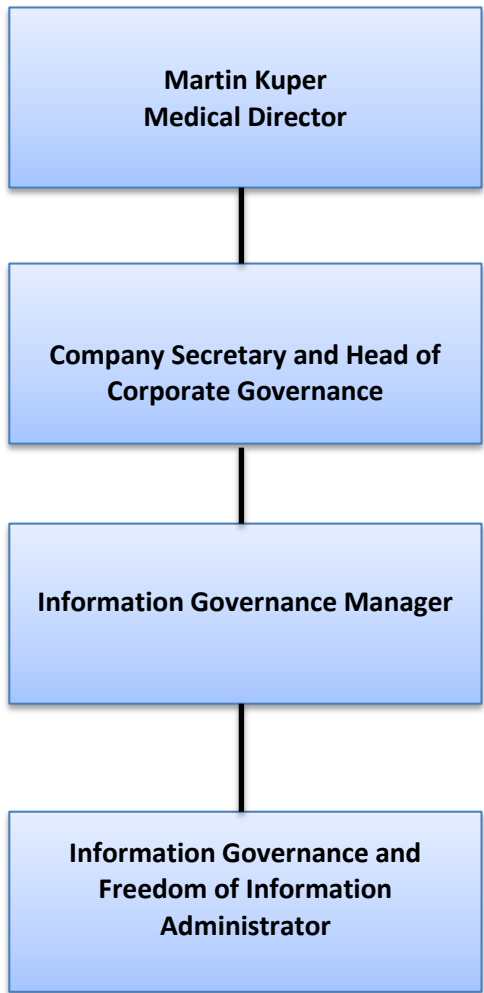 Martin Kuper
Medical Director
Company Secretary and Head of
Corporate Governance
Information Governance Manager
Information Governance and
Freedom of Information
Administrator